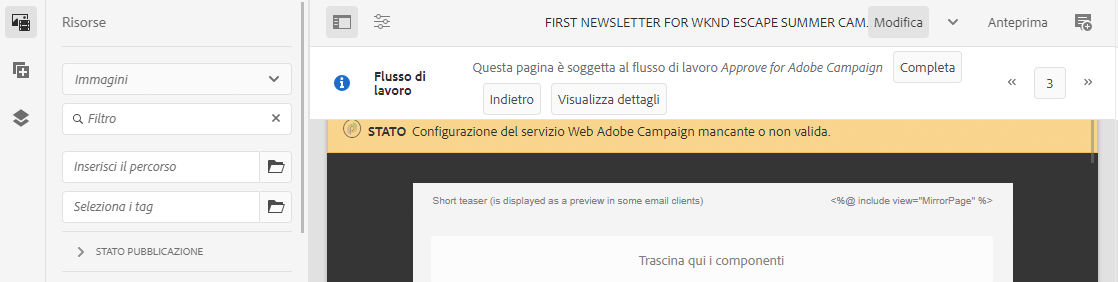 Risorse
Immagini
Filtro
Inserisci il percorso
Seleziona i tag
STATO PUBBLICAZIONE
FIRST NEWSLETTER FOR WKND ESCAPE SUMMER CAM.
Modifica
Anteprima
Flusso di
lavoro
Questa pagina è soggetta al flusso di lavoro Approve for Adobe Campaign
Completa
Indietro
Visualizza dettagli
«
3
»
STATO Configurazione del servizio Web Adobe Campaign mancante o non valida.
Short teaser (is displayed as a preview in some email clients)
<%@ include view="MirrorPage" %>
Trascina qui i componenti